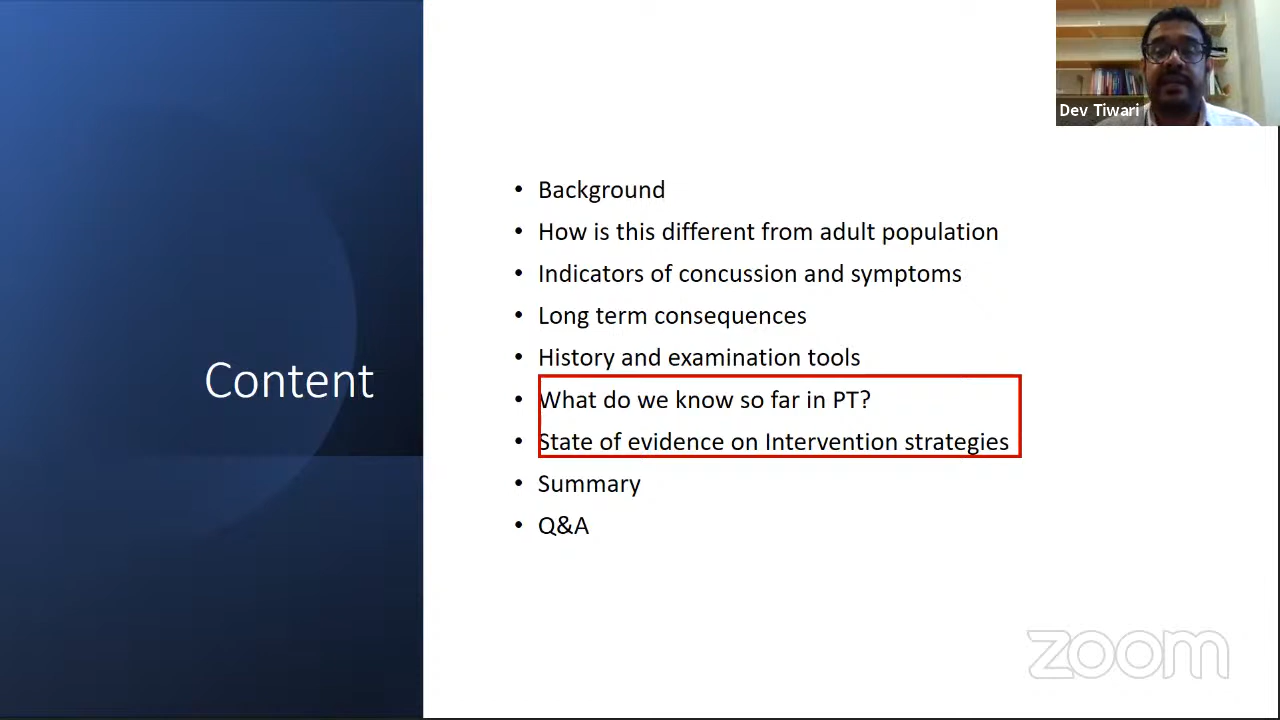 Dev Tiwari
Content
• Background
• How is this different from adult population
• Indicators of concussion and symptoms
• Long term consequences
• History and examination tools
• What do we know so far in PT?
• State of evidence on Intervention strategies
• Summary
• Q&A
zoom